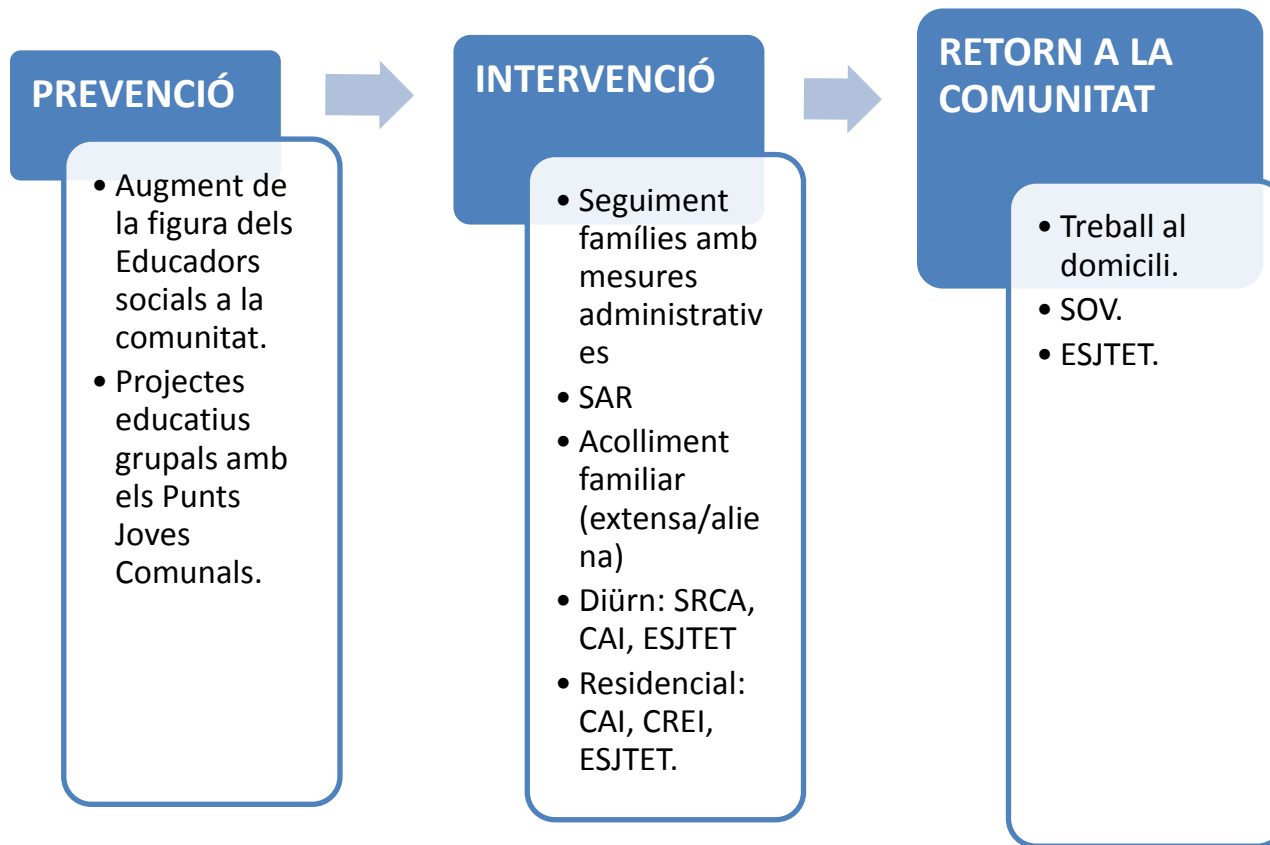 PREVENCIÓ
• Augment de
la figura dels
Educadors
socials a la
comunitat.
• Projectes
educatius
grupals amb
els Punts
Joves
Comunals.
INTERVENCIÓ
• Seguiment
famílies amb
mesures
administrativ
es
• SAR
• Acolliment
familiar
(extensa/alie
na)
• Diürn: SRCA,
CAI, ESJTET
• Residencial:
CAI, CREI,
ESJTET.
RETORN A LA
COMUNITAT
• Treball al
domicili.
• SOV.
• ESJTET.